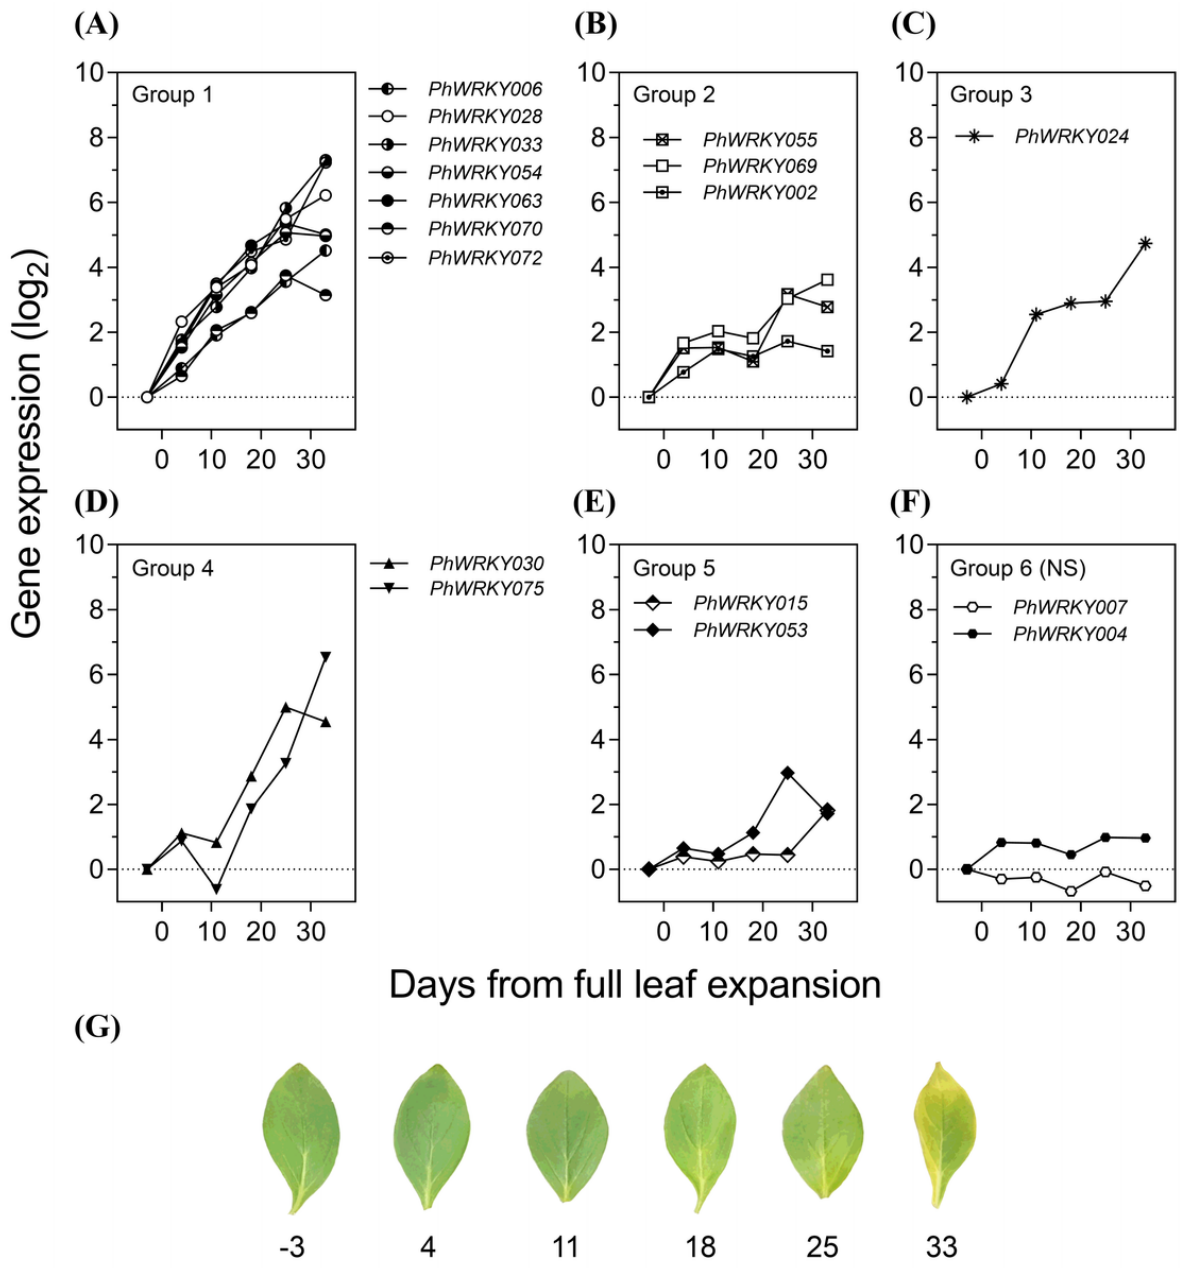 (A)
(B)
(C)
Gene expression (log2)
10
8
6
4
2
0
0 10 20 30
Group 1
PhWRKY006
PhWRKY028
PhWRKY033
PhWRKY054
PhWRKY063
PhWRKY070
PhWRKY072
10
8
6
4
2
0
0 10 20 30
Group 2
PhWRKY055
PhWRKY069
PhWRKY002
10
8
6
4
2
0
0 10 20 30
Group 3
PhWRKY024
(D)
(E)
(F)
10
8
6
4
2
0
0 10 20 30
Group 4
PhWRKY030
PhWRKY075
10
8
6
4
2
0
0 10 20 30
Group 5
PhWRKY015
PhWRKY053
10
8
6
4
2
0
0 10 20 30
Group 6 (NS)
PhWRKY007
PhWRKY004
Days from full leaf expansion
(G)
-3 4 11 18 25 33